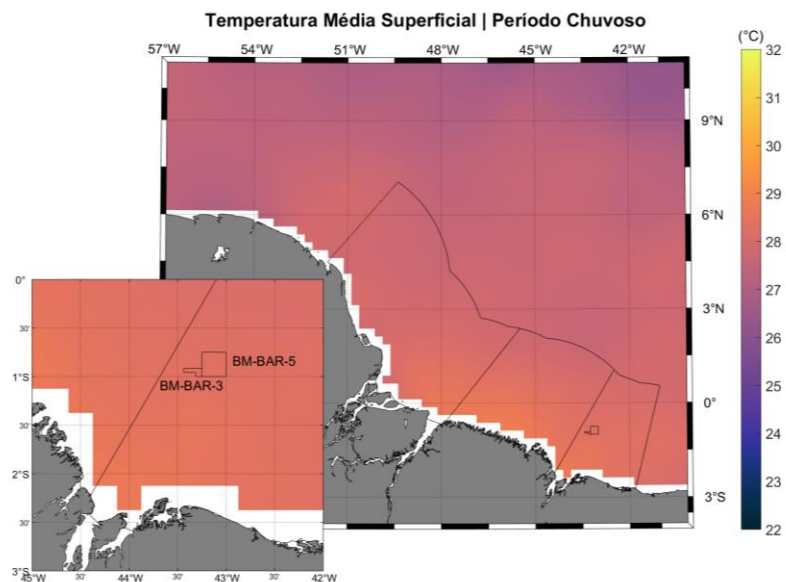 Temperatura Média Superficial | Período Chuvoso
57°W 54°W 51°W 48°W 45°W 42°W
(°C)
32
31
30
29
28
27
26
25
24
23
22
9°N
6°N
3°N
0°
3°S
0°
30'
1°S
30'
2°S
30'
3°S
BM-BAR-5
BM-BAR-3
45°W 30' 44°W 30' 43°W 30' 42°W